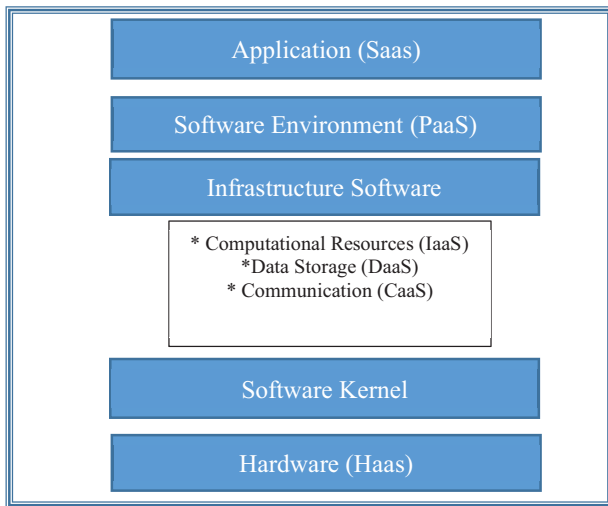 Application (Saas)
Software Environment (PaaS)
Infrastructure Software
* Computational Resources (IaaS)
*Data Storage (DaaS)
* Communication (CaaS)
Software Kernel
Hardware (Haas)